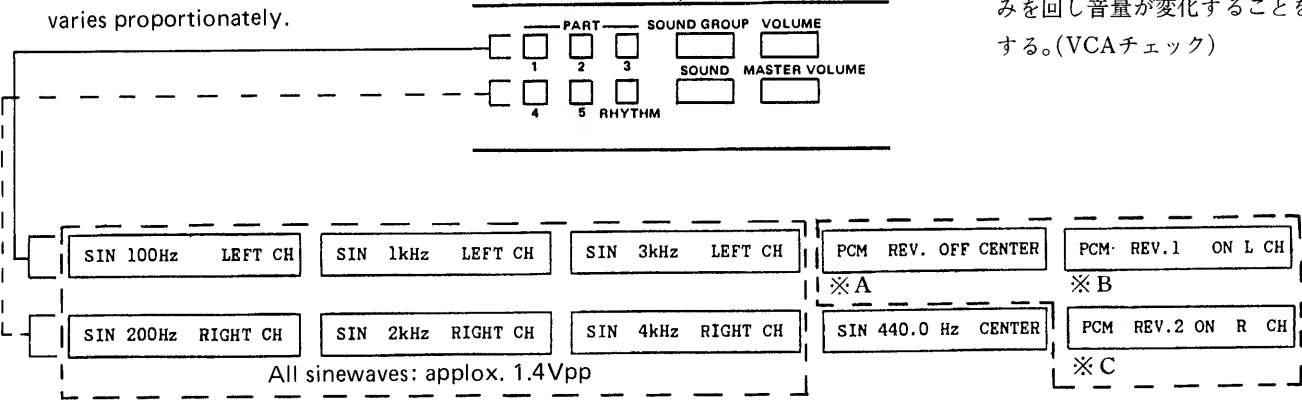 varies proportionately.
みを回し音量が変化することを
する。(VCAチェック)
PART SOUND GROUP VOLUME
1 2 3
SOUND MASTER VOLUME
4 5 RHYTHM
SIN 100Hz LEFT CH
SIN 1kHz LEFT CH
SIN 3kHz LEFT CH
PCM REV. OFF CENTER
PCM· REV.1 ON L CH
※A
※B
SIN 200Hz RIGHT CH
SIN 2kHz RIGHT CH
SIN 4kHz RIGHT CH
SIN 440.0 Hz CENTER
PCM REV.2 ON R CH
All sinewaves: applox. 1.4Vpp
※C